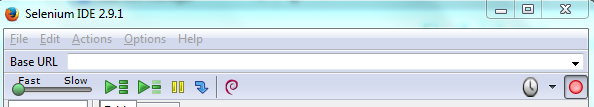 Selenium IDE 2.9.1
File Edit Actions Options Help
Base URL
Fast Slow